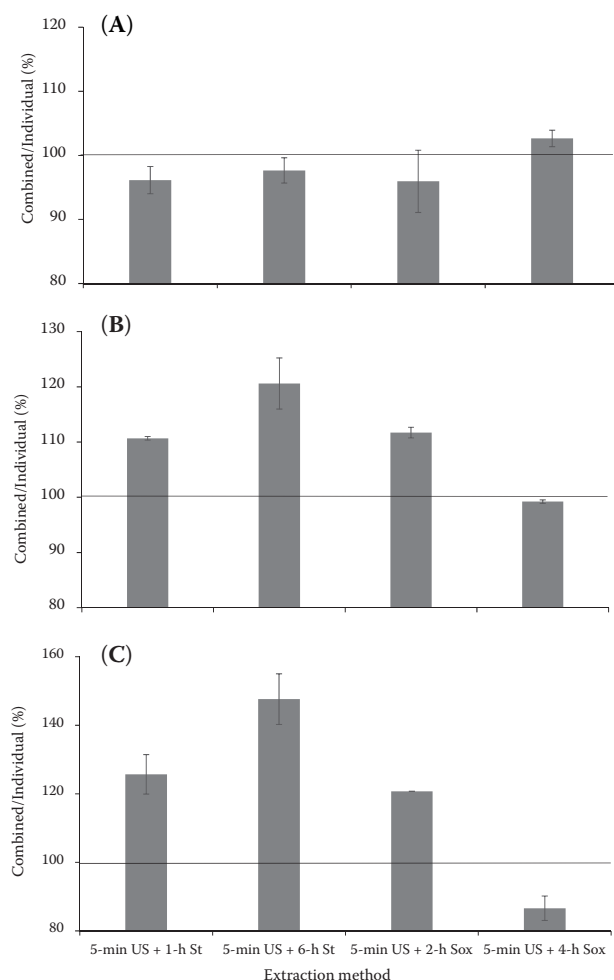 (A)
Combined/Individual (%)
120
110
100
90
80
(B)
Combined/Individual (%)
130
120
110
100
90
80
(C)
Combined/Individual (%)
160
140
120
100
80
5-min US + 1-h St 5-min US + 6-h St 5-min US + 2-h Sox 5-min US + 4-h Sox
Extraction method